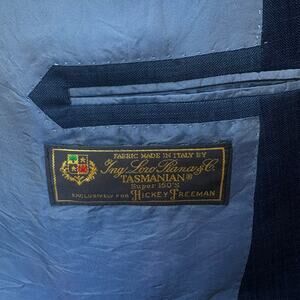 FABRIC MADE IN ITALY BY
Ing. Loro Piana & C.
TASMANIAN®
Super 150'S
EXCLUSIVELY FOR HICKEY FREEMAN